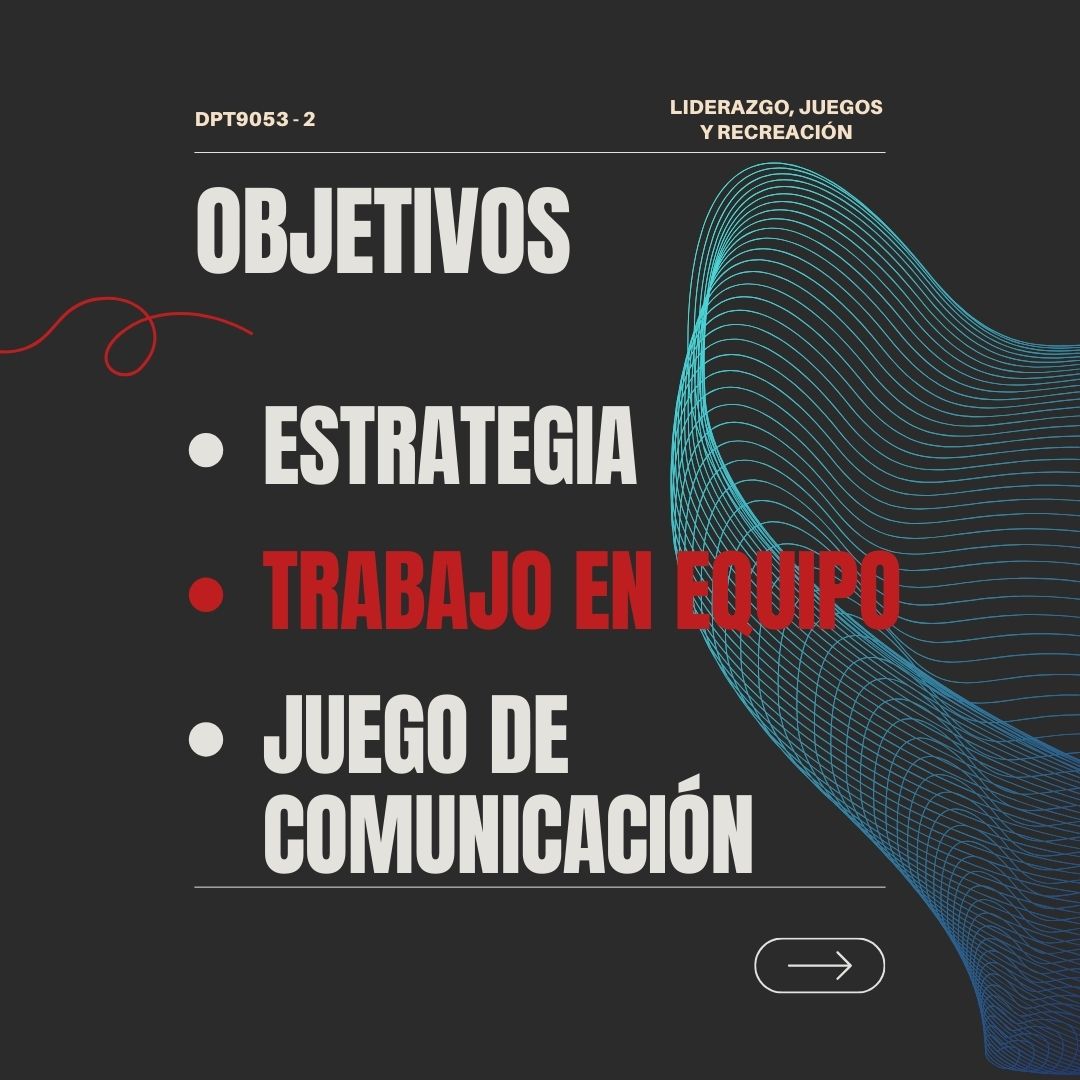 DPT9053 - 2
LIDERAZGO, JUEGOS
Y RECREACIÓN
OBJETIVOS
ESTRATEGIA
TRABAJO EN EQUIPO
JUEGO DE
COMUNICACIÓN